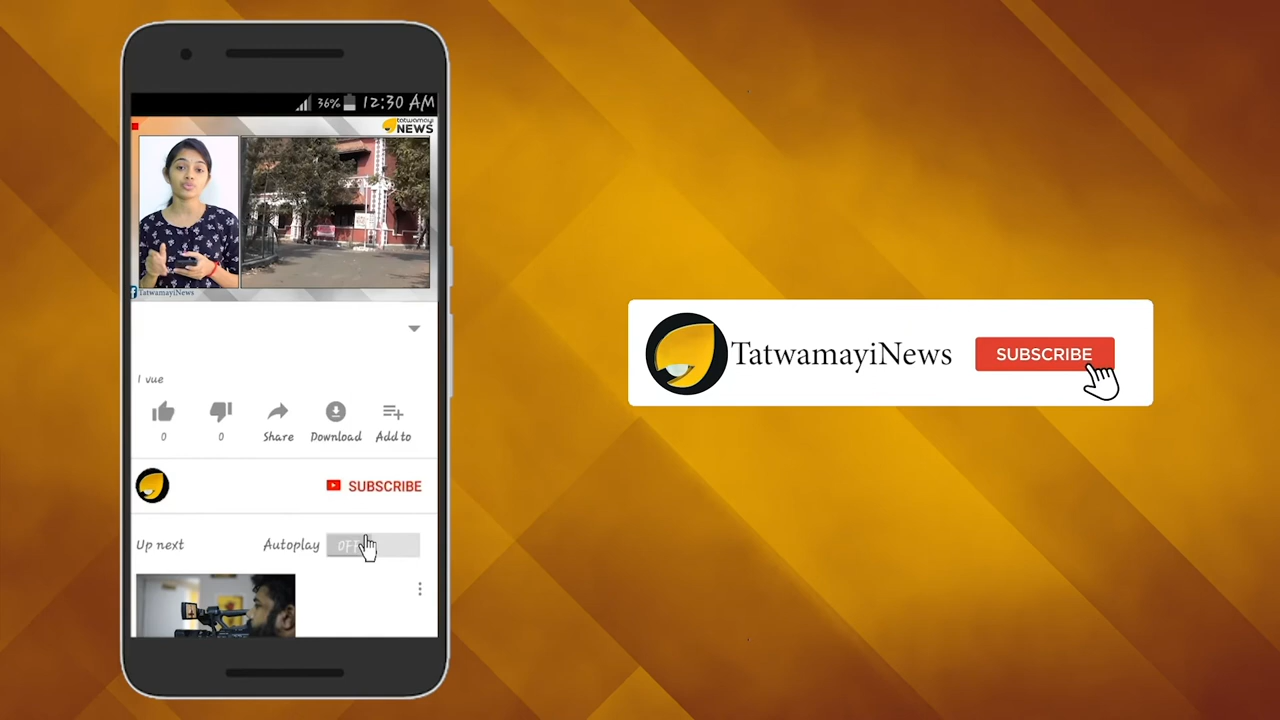 36%
12:30 AM
tatwamayi
NEWS
TatwamayiNews
1 vue
0
0
Share
Download
Add to
SUBSCRIBE
Up next
Autoplay
OFF
TatwamayiNews
SUBSCRIBE